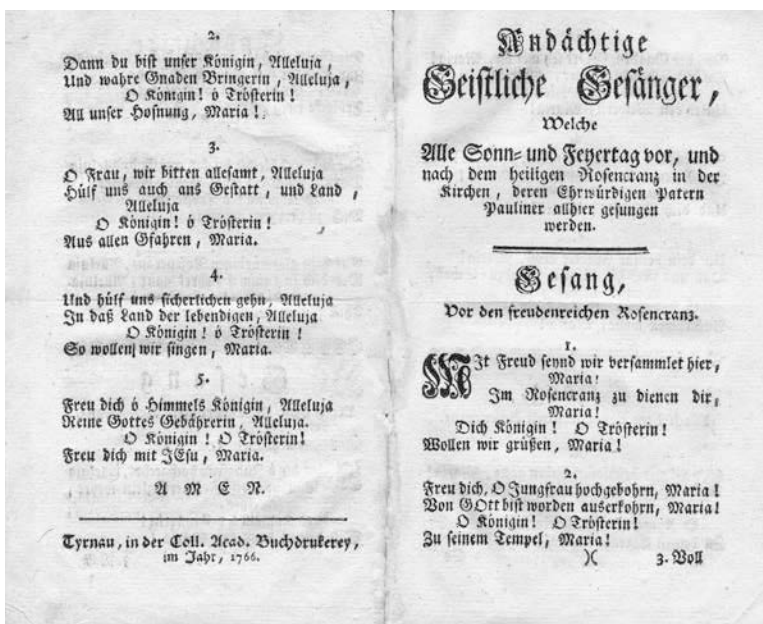 2.
Dann du bist unser Königin, Alleluja,
Und wahre Gnaden Bringerin, Alleluja,
O Königin! ó Trösterin!
All unser Hofnung, Maria!
3.
O Frau, wir bitten allesamt, Alleluja
Hülf uns auch ans Gestatt, und Land,
Alleluja
O Königin! ó Trösterin!
Aus allen Gfahren, Maria.
4.
Und hülf uns sicherlichen gehn, Alleluja
In daß Land der lebendigen, Alleluja
O Königin! ó Trösterin!
So wollen wir singen, Maria.
5.
Freu dich ó Himmels Königin, Alleluja
Reine Gottes Gebährerin, Alleluja.
O Königin! O Trösterin!
Freu dich mit JEsu, Maria.
AMEN.
Tyrnau, in der Coll. Acad. Buchdrukerey,
im Jahr, 1766.
Andächtige
Geistliche Gesänger,
Welche
Alle Sonn- und Feyertag vor, und
nach dem heiligen Rosencranz in der
Kirchen, deren Ehrwürdigen Patern
Pauliner allhier gesungen
werden.
Gesang,
Vor den freudenreichen Rosencranz.
1.
MIt Freud seynd wir versammlet hier,
Maria!
Im Rosencranz zu dienen dir,
Maria!
Dich Königin! O Trösterin!
Wollen wir grüßen, Maria!
2.
Freu dich, O Jungfrau hochgebohrn, Maria!
Von GOtt bist worden auserkohrn, Maria!
O Königin! O Trösterin!
Zu seinem Tempel, Maria!
)( 3. Voll